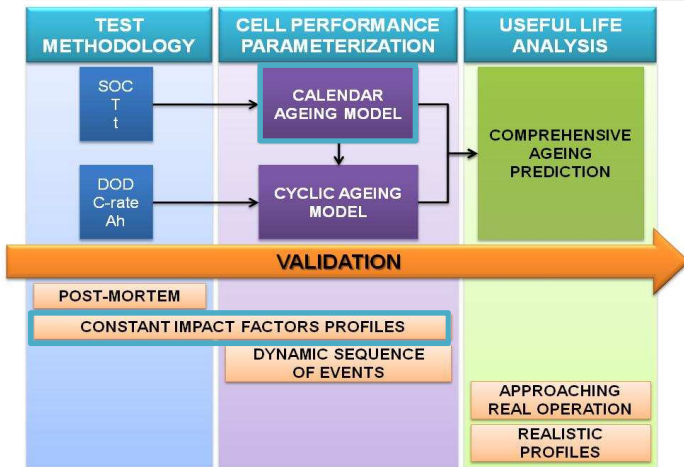 TEST
METHODOLOGY
CELL PERFORMANCE
PARAMETERIZATION
USEFUL LIFE
ANALYSIS
SOC
T
t
CALENDAR
AGEING MODEL
COMPREHENSIVE
AGEING
PREDICTION
DOD
C-rate
Ah
CYCLIC AGEING
MODEL
VALIDATION
POST-MORTEM
CONSTANT IMPACT FACTORS PROFILES
DYNAMIC SEQUENCE
OF EVENTS
APPROACHING
REAL OPERATION
REALISTIC
PROFILES